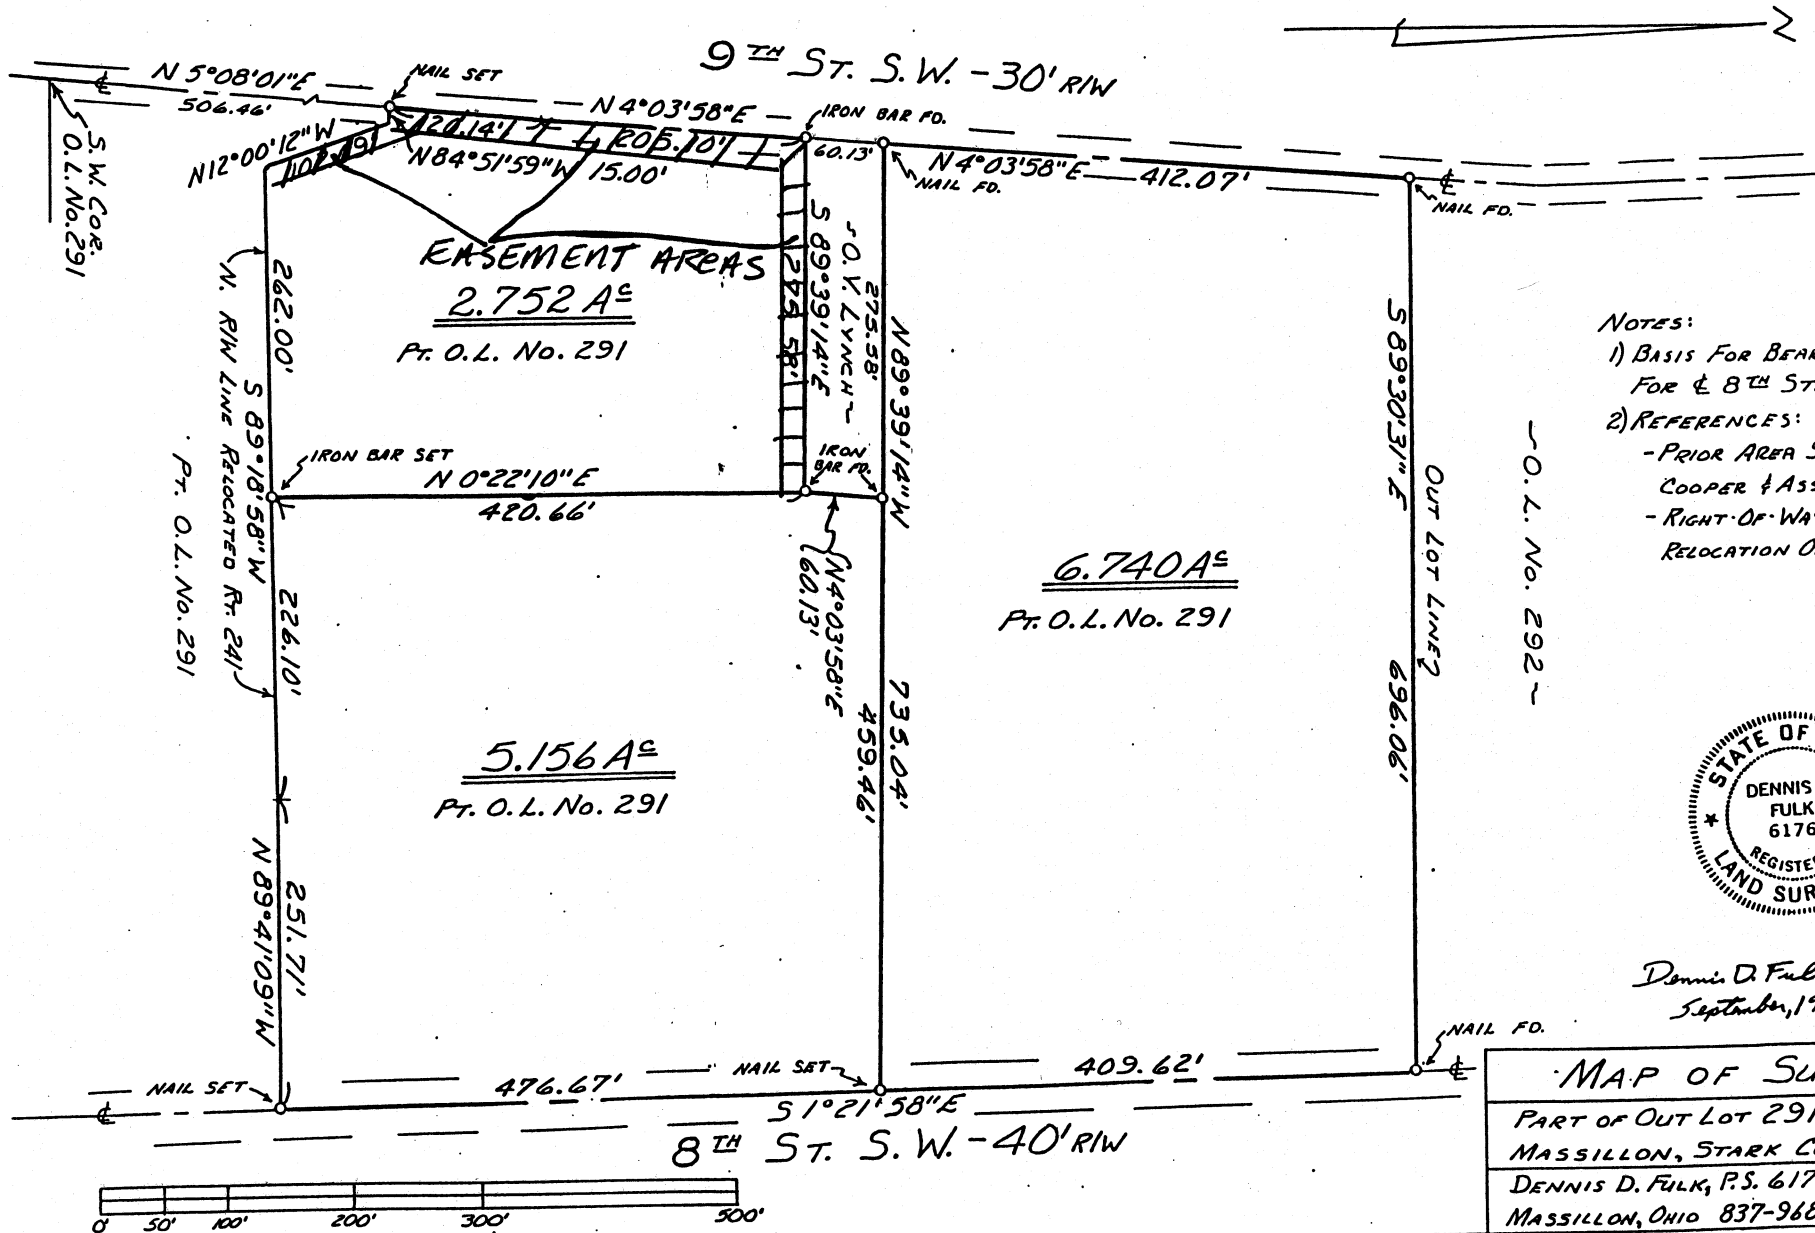 9TH ST. S.W. -30' R/W
N 5°08'01"E
506.46'
NAIL SET
N 4°03'58"E
IRON BAR FD.
60.13'
N 4°03'58"E
412.07'
NAIL FD.
NAIL FD.
S.W. COR.
O.L. No. 291
N12°00'12"W
N84°51'59"W 15.00'
205.10'
EASEMENT AREAS
2.752 Ac
PT. O.L. No. 291
262.00'
N. R/W LINE RELOCATED RT. 241
S 89°18'58" W
PT. O.L. No. 291
275.58'
S 89°39'14"E
~O.V. LYNCH~
275.58'
N89°39'14"W
IRON BAR SET
N 0°22'10"E
420.66'
IRON
BAR FD.
N4°03'58"E
60.13'
226.10'
5.156 Ac
PT. O.L. No. 291
735.04'
459.46'
6.740 Ac
PT. O.L. No. 291
S 89°30'31" E
696.06'
OUT LOT LINE
~O.L. No. 292~
251.71'
N 89°41'09"W
NAIL SET
476.67'
NAIL SET
409.62'
NAIL FD.
S 1°21'58"E
8TH ST. S.W. -40' R/W
0' 50' 100' 200' 300' 500'
NOTES:
1) BASIS FOR BEAR
FOR ℄ 8TH ST.
2) REFERENCES:
- PRIOR AREA S
COOPER & ASS
- RIGHT-OF-WA
RELOCATION O
STATE OF
DENNIS
FULK
6176
REGISTE
LAND SUR
Dennis D. Ful
September, 19
MAP OF SU
PART OF OUT LOT 291
MASSILLON, STARK C
DENNIS D. FULK, P.S. 617
MASSILLON, OHIO 837-968